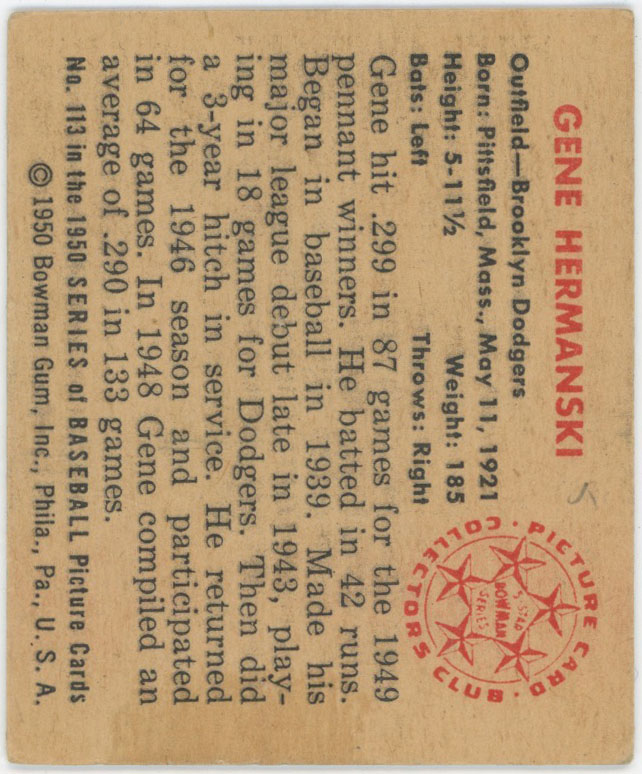 GENE HERMANSKI
Outfield—Brooklyn Dodgers
Born: Pittsfield, Mass., May 11, 1921
Height: 5-11½ Weight: 185
Bats: Left Throws: Right
Gene hit .299 in 87 games for the 1949
pennant winners. He batted in 42 runs.
Began in baseball in 1939. Made his
major league debut late in 1943, play-
ing in 18 games for Dodgers. Then did
a 3-year hitch in service. He returned
for the 1946 season and participated
in 64 games. In 1948 Gene compiled an
average of .290 in 133 games.
No. 113 in the 1950 SERIES of BASEBALL Picture Cards
© 1950 Bowman Gum, Inc., Phila., Pa., U. S. A.
PICTURE CARD
COLLECTORS CLUB
5-STAR
BOWMAN
SERIES